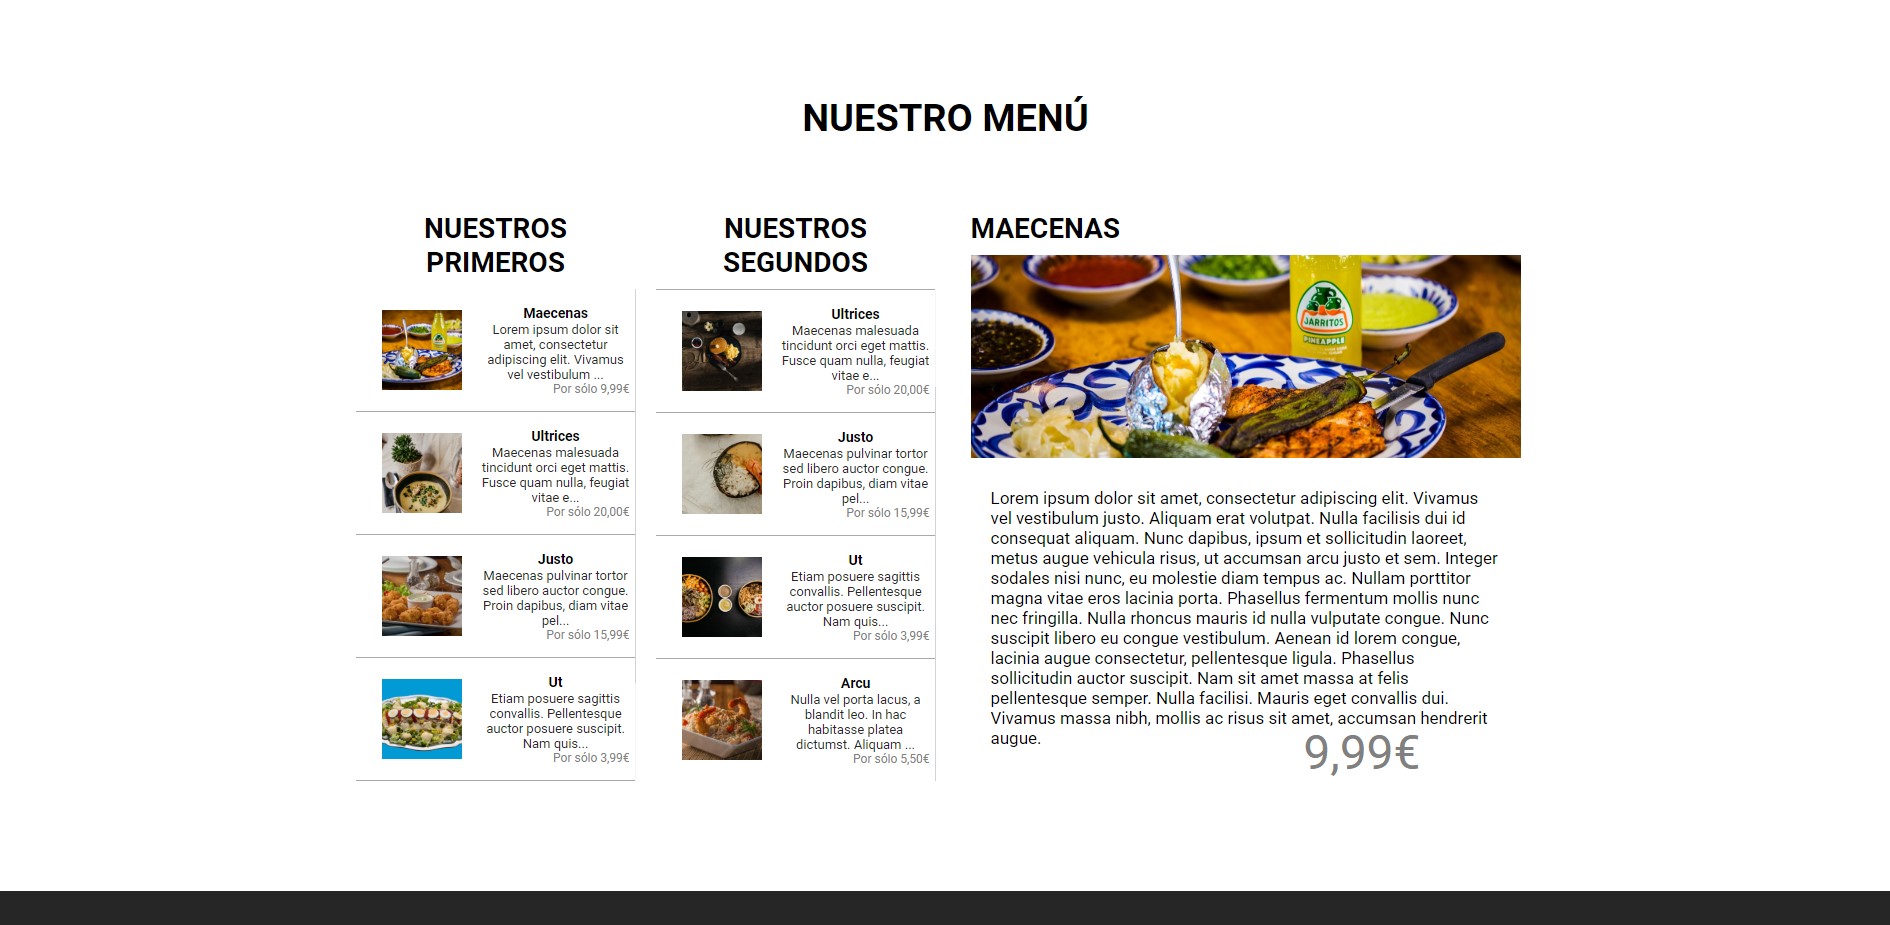 NUESTRO MENÚ
NUESTROS
PRIMEROS
Maecenas
Lorem ipsum dolor sit
amet, consectetur
adipiscing elit. Vivamus
vel vestibulum ...
Por sólo 9,99€
Ultrices
Maecenas malesuada
tincidunt orci eget mattis.
Fusce quam nulla, feugiat
vitae e...
Por sólo 20,00€
Justo
Maecenas pulvinar tortor
sed libero auctor congue.
Proin dapibus, diam vitae
pel...
Por sólo 15,99€
Ut
Etiam posuere sagittis
convallis. Pellentesque
auctor posuere suscipit.
Nam quis...
Por sólo 3,99€
NUESTROS
SEGUNDOS
Ultrices
Maecenas malesuada
tincidunt orci eget mattis.
Fusce quam nulla, feugiat
vitae e...
Por sólo 20,00€
Justo
Maecenas pulvinar tortor
sed libero auctor congue.
Proin dapibus, diam vitae
pel...
Por sólo 15,99€
Ut
Etiam posuere sagittis
convallis. Pellentesque
auctor posuere suscipit.
Nam quis...
Por sólo 3,99€
Arcu
Nulla vel porta lacus, a
blandit leo. In hac
habitasse platea
dictumst. Aliquam ...
Por sólo 5,50€
MAECENAS
JARRITOS
PINEAPPLE
Lorem ipsum dolor sit amet, consectetur adipiscing elit. Vivamus
vel vestibulum justo. Aliquam erat volutpat. Nulla facilisis dui id
consequat aliquam. Nunc dapibus, ipsum et sollicitudin laoreet,
metus augue vehicula risus, ut accumsan arcu justo et sem. Integer
sodales nisi nunc, eu molestie diam tempus ac. Nullam porttitor
magna vitae eros lacinia porta. Phasellus fermentum mollis nunc
nec fringilla. Nulla rhoncus mauris id nulla vulputate congue. Nunc
suscipit libero eu congue vestibulum. Aenean id lorem congue,
lacinia augue consectetur, pellentesque ligula. Phasellus
sollicitudin auctor suscipit. Nam sit amet massa at felis
pellentesque semper. Nulla facilisi. Mauris eget convallis dui.
Vivamus massa nibh, mollis ac risus sit amet, accumsan hendrerit
augue.
9,99€